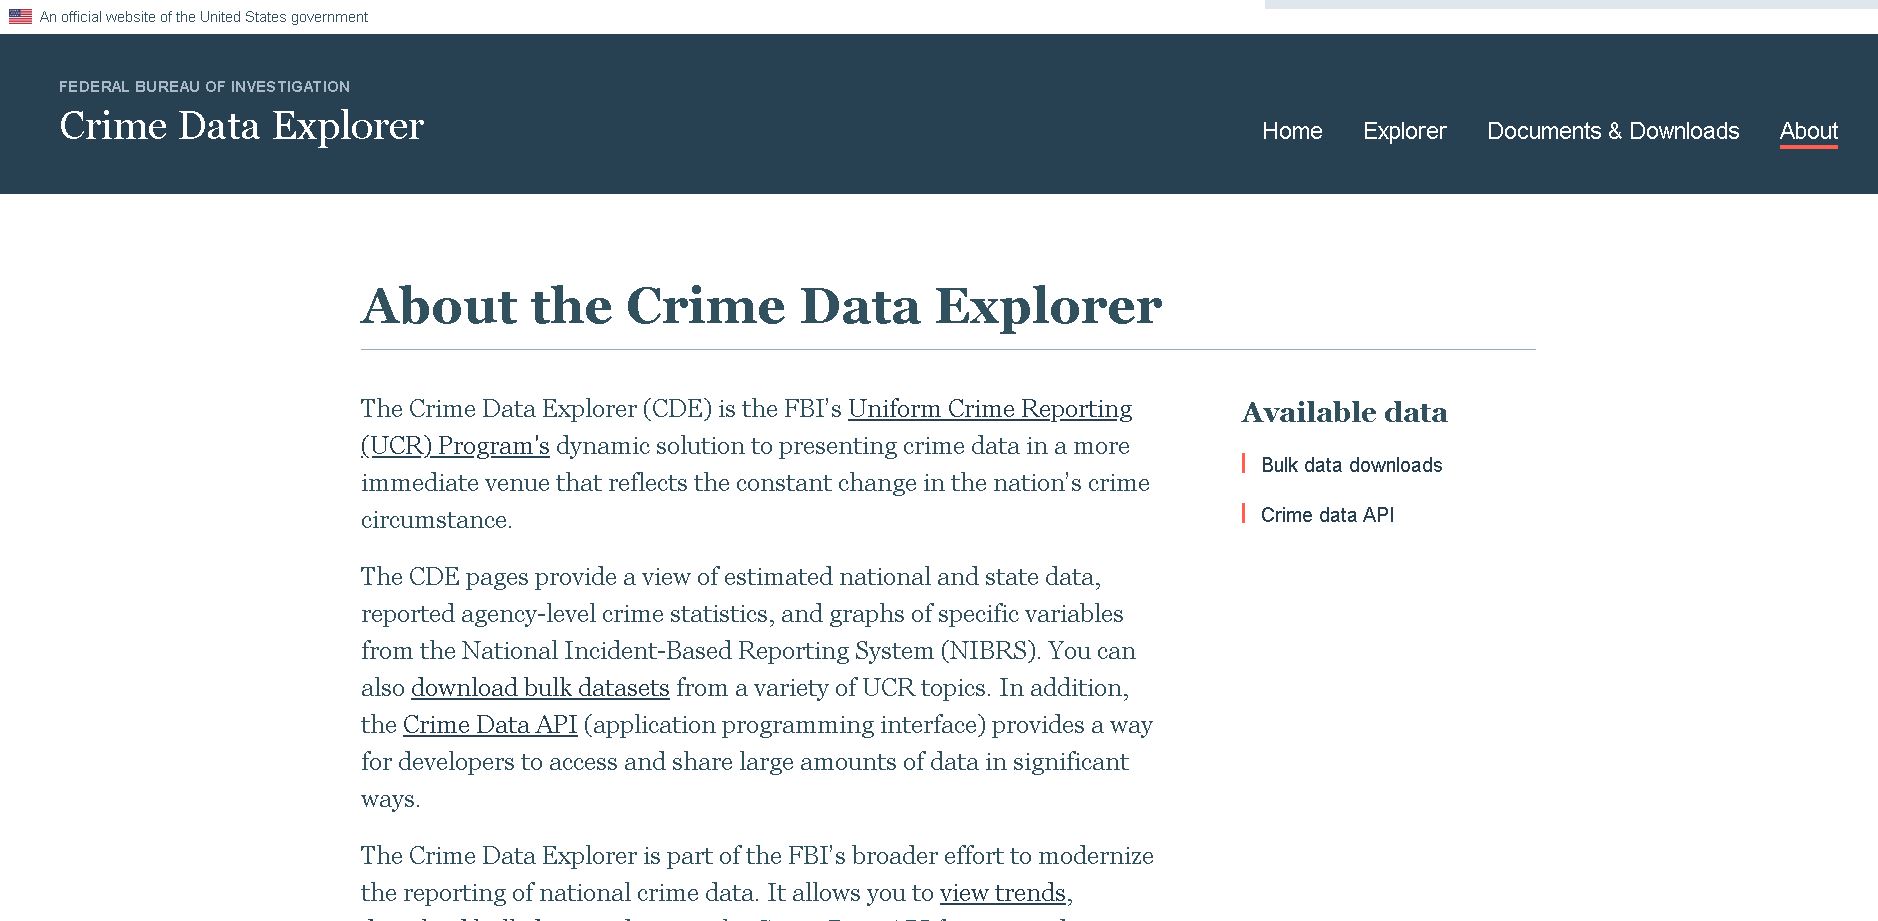 An official website of the United States government
FEDERAL BUREAU OF INVESTIGATION
Crime Data Explorer
Home
Explorer
Documents & Downloads
About
About the Crime Data Explorer
The Crime Data Explorer (CDE) is the FBI’s Uniform Crime Reporting
(UCR) Program's dynamic solution to presenting crime data in a more
immediate venue that reflects the constant change in the nation’s crime
circumstance.
The CDE pages provide a view of estimated national and state data,
reported agency-level crime statistics, and graphs of specific variables
from the National Incident-Based Reporting System (NIBRS). You can
also download bulk datasets from a variety of UCR topics. In addition,
the Crime Data API (application programming interface) provides a way
for developers to access and share large amounts of data in significant
ways.
The Crime Data Explorer is part of the FBI’s broader effort to modernize
the reporting of national crime data. It allows you to view trends,
Available data
Bulk data downloads
Crime data API